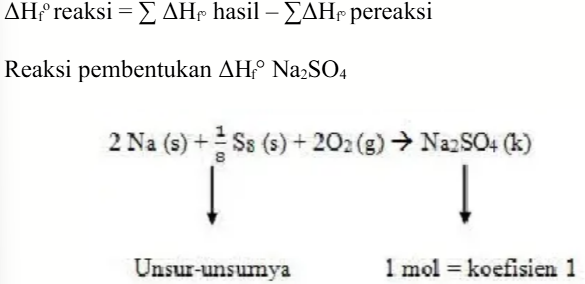 ΔHf° reaksi = ∑ ΔHf° hasil – ∑ΔHf° pereaksi
Reaksi pembentukan ΔHf° Na₂SO₄
2 Na (s) + 1/8 S₈ (s) + 2O₂ (g) → Na₂SO₄ (k)
Unsur-unsurnya 1 mol = koefisien 1